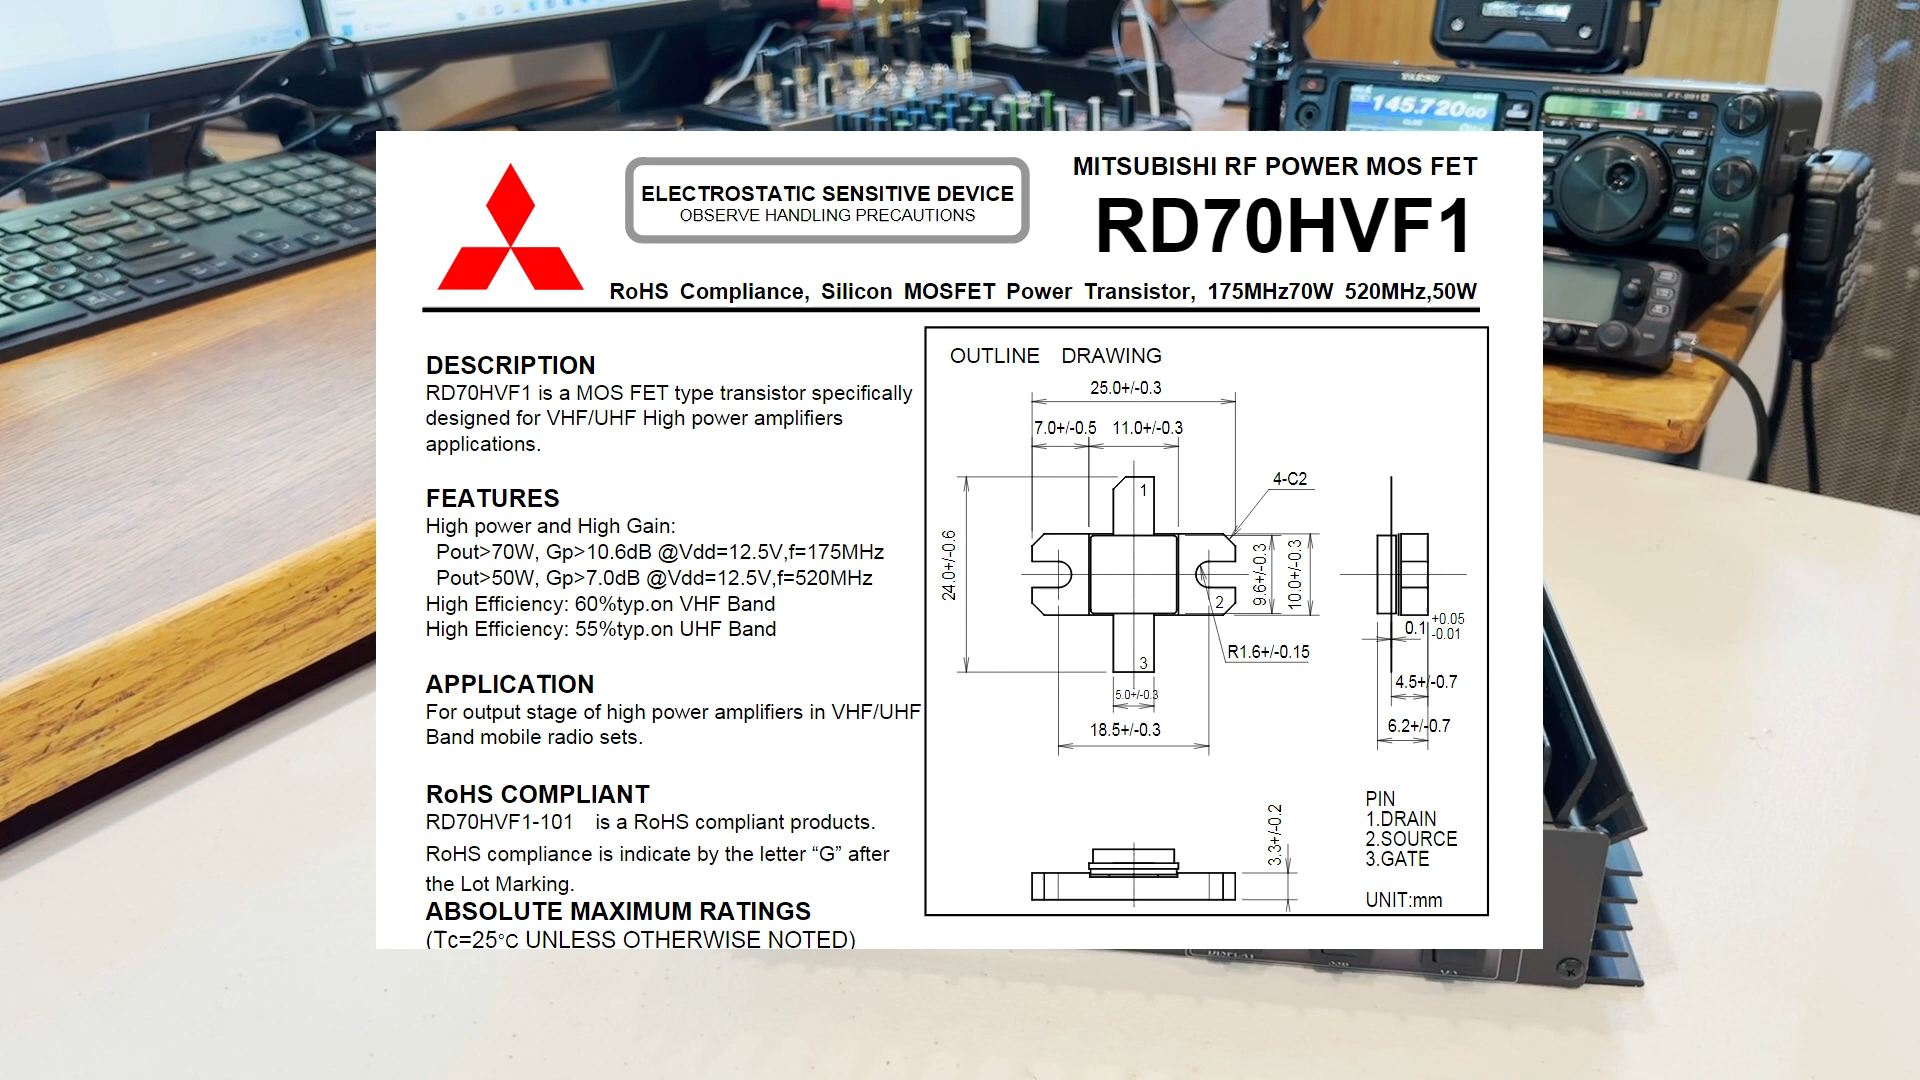 YAESU
FT-991A
145.72000
ELECTROSTATIC SENSITIVE DEVICE
OBSERVE HANDLING PRECAUTIONS
MITSUBISHI RF POWER MOS FET
RD70HVF1
RoHS Compliance, Silicon MOSFET Power Transistor, 175MHz70W 520MHz,50W
DESCRIPTION
RD70HVF1 is a MOS FET type transistor specifically
designed for VHF/UHF High power amplifiers
applications.
FEATURES
High power and High Gain:
Pout>70W, Gp>10.6dB @Vdd=12.5V,f=175MHz
Pout>50W, Gp>7.0dB @Vdd=12.5V,f=520MHz
High Efficiency: 60%typ.on VHF Band
High Efficiency: 55%typ.on UHF Band
APPLICATION
For output stage of high power amplifiers in VHF/UHF
Band mobile radio sets.
RoHS COMPLIANT
RD70HVF1-101 is a RoHS compliant products.
RoHS compliance is indicate by the letter “G” after
the Lot Marking.
ABSOLUTE MAXIMUM RATINGS
(Tc=25°C UNLESS OTHERWISE NOTED)
OUTLINE DRAWING
25.0+/-0.3
7.0+/-0.5 11.0+/-0.3
4-C2
1
24.0+/-0.6
9.6+/-0.3
10.0+/-0.3
2
+0.05
0.1 -0.01
R1.6+/-0.15
3
4.5+/-0.7
5.0+/-0.3
6.2+/-0.7
18.5+/-0.3
3.3+/-0.2
PIN
1.DRAIN
2.SOURCE
3.GATE
UNIT:mm